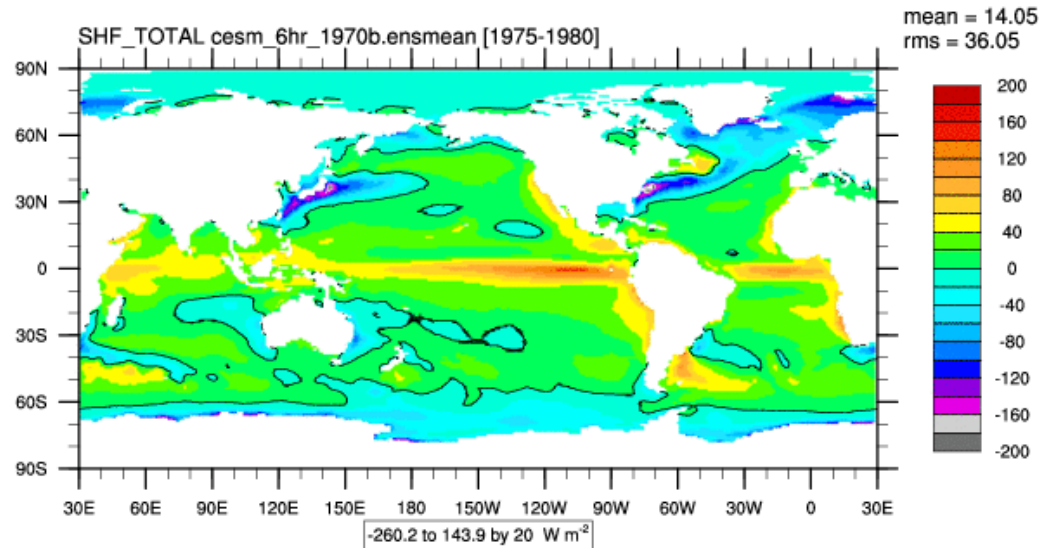 mean = 14.05
rms = 36.05
SHF_TOTAL cesm_6hr_1970b.ensmean [1975-1980]
90N
60N
30N
0
30S
60S
90S
30E 60E 90E 120E 150E 180E 150W 120W 90W 60W 30W 0 30E
-260.2 to 143.9 by 20 W m-2
200
160
120
80
40
0
-40
-80
-120
-160
-200